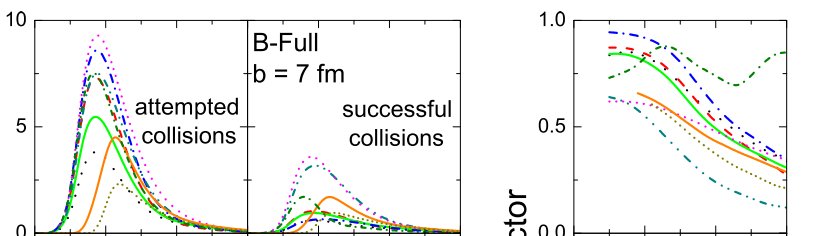 10
5
0
attempted
collisions
B-Full
b = 7 fm
successful
collisions
1.0
0.5
0.0
ctor